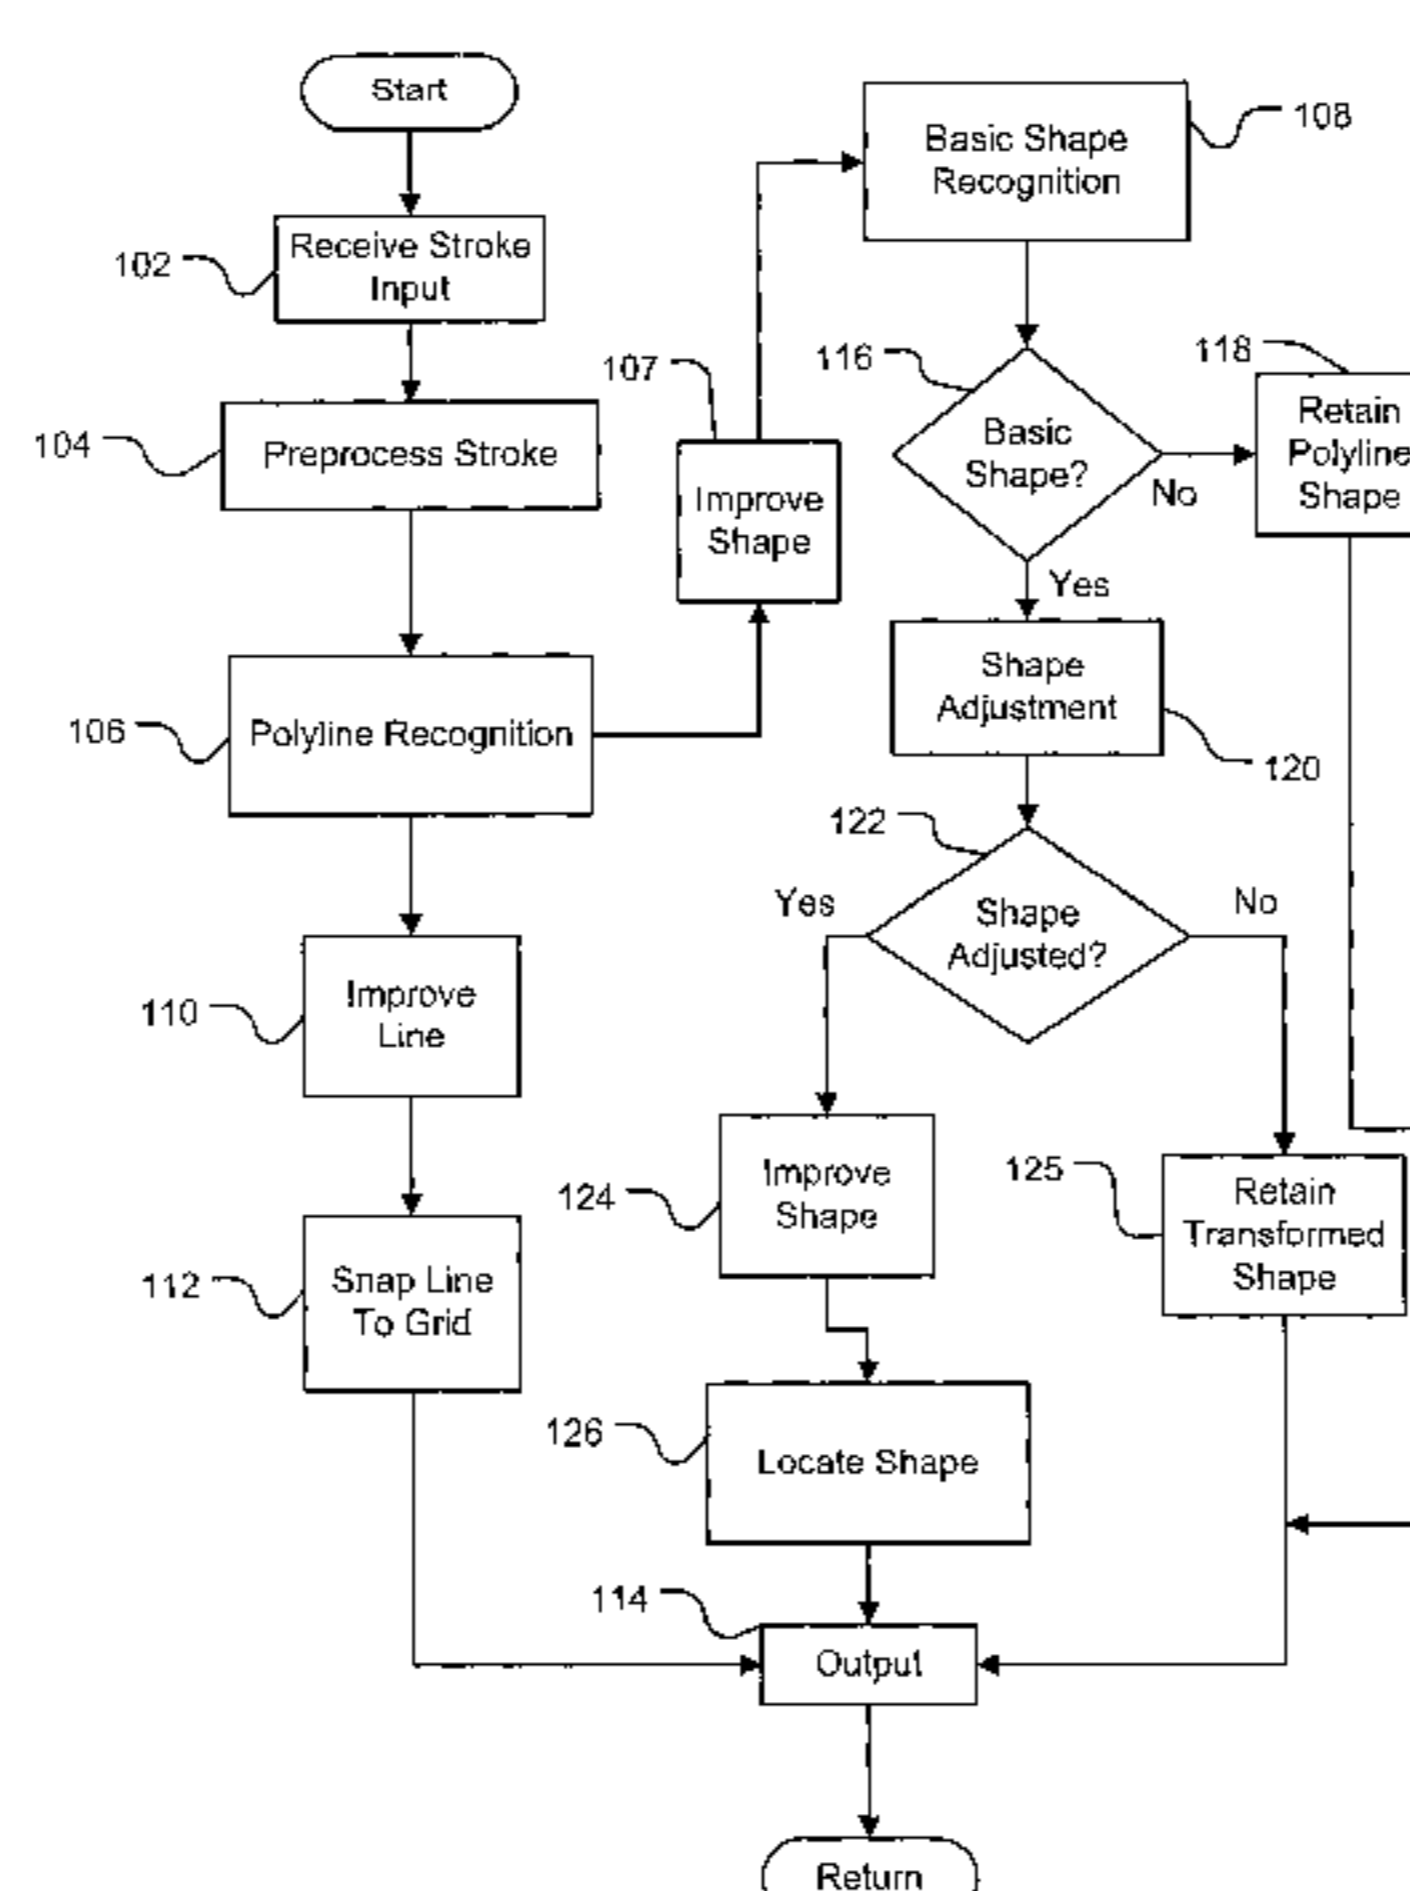 Start
102
Receive Stroke
Input
104
Preprocess Stroke
106
Polyline Recognition
107
Improve
Shape
108
Basic Shape
Recognition
116
Basic
Shape?
No
Yes
118
Retain
Polyline
Shape
Shape
Adjustment
120
122
Shape
Adjusted?
Yes
No
110
Improve
Line
112
Snap Line
To Grid
124
Improve
Shape
125
Retain
Transformed
Shape
126
Locate Shape
114
Output
Return